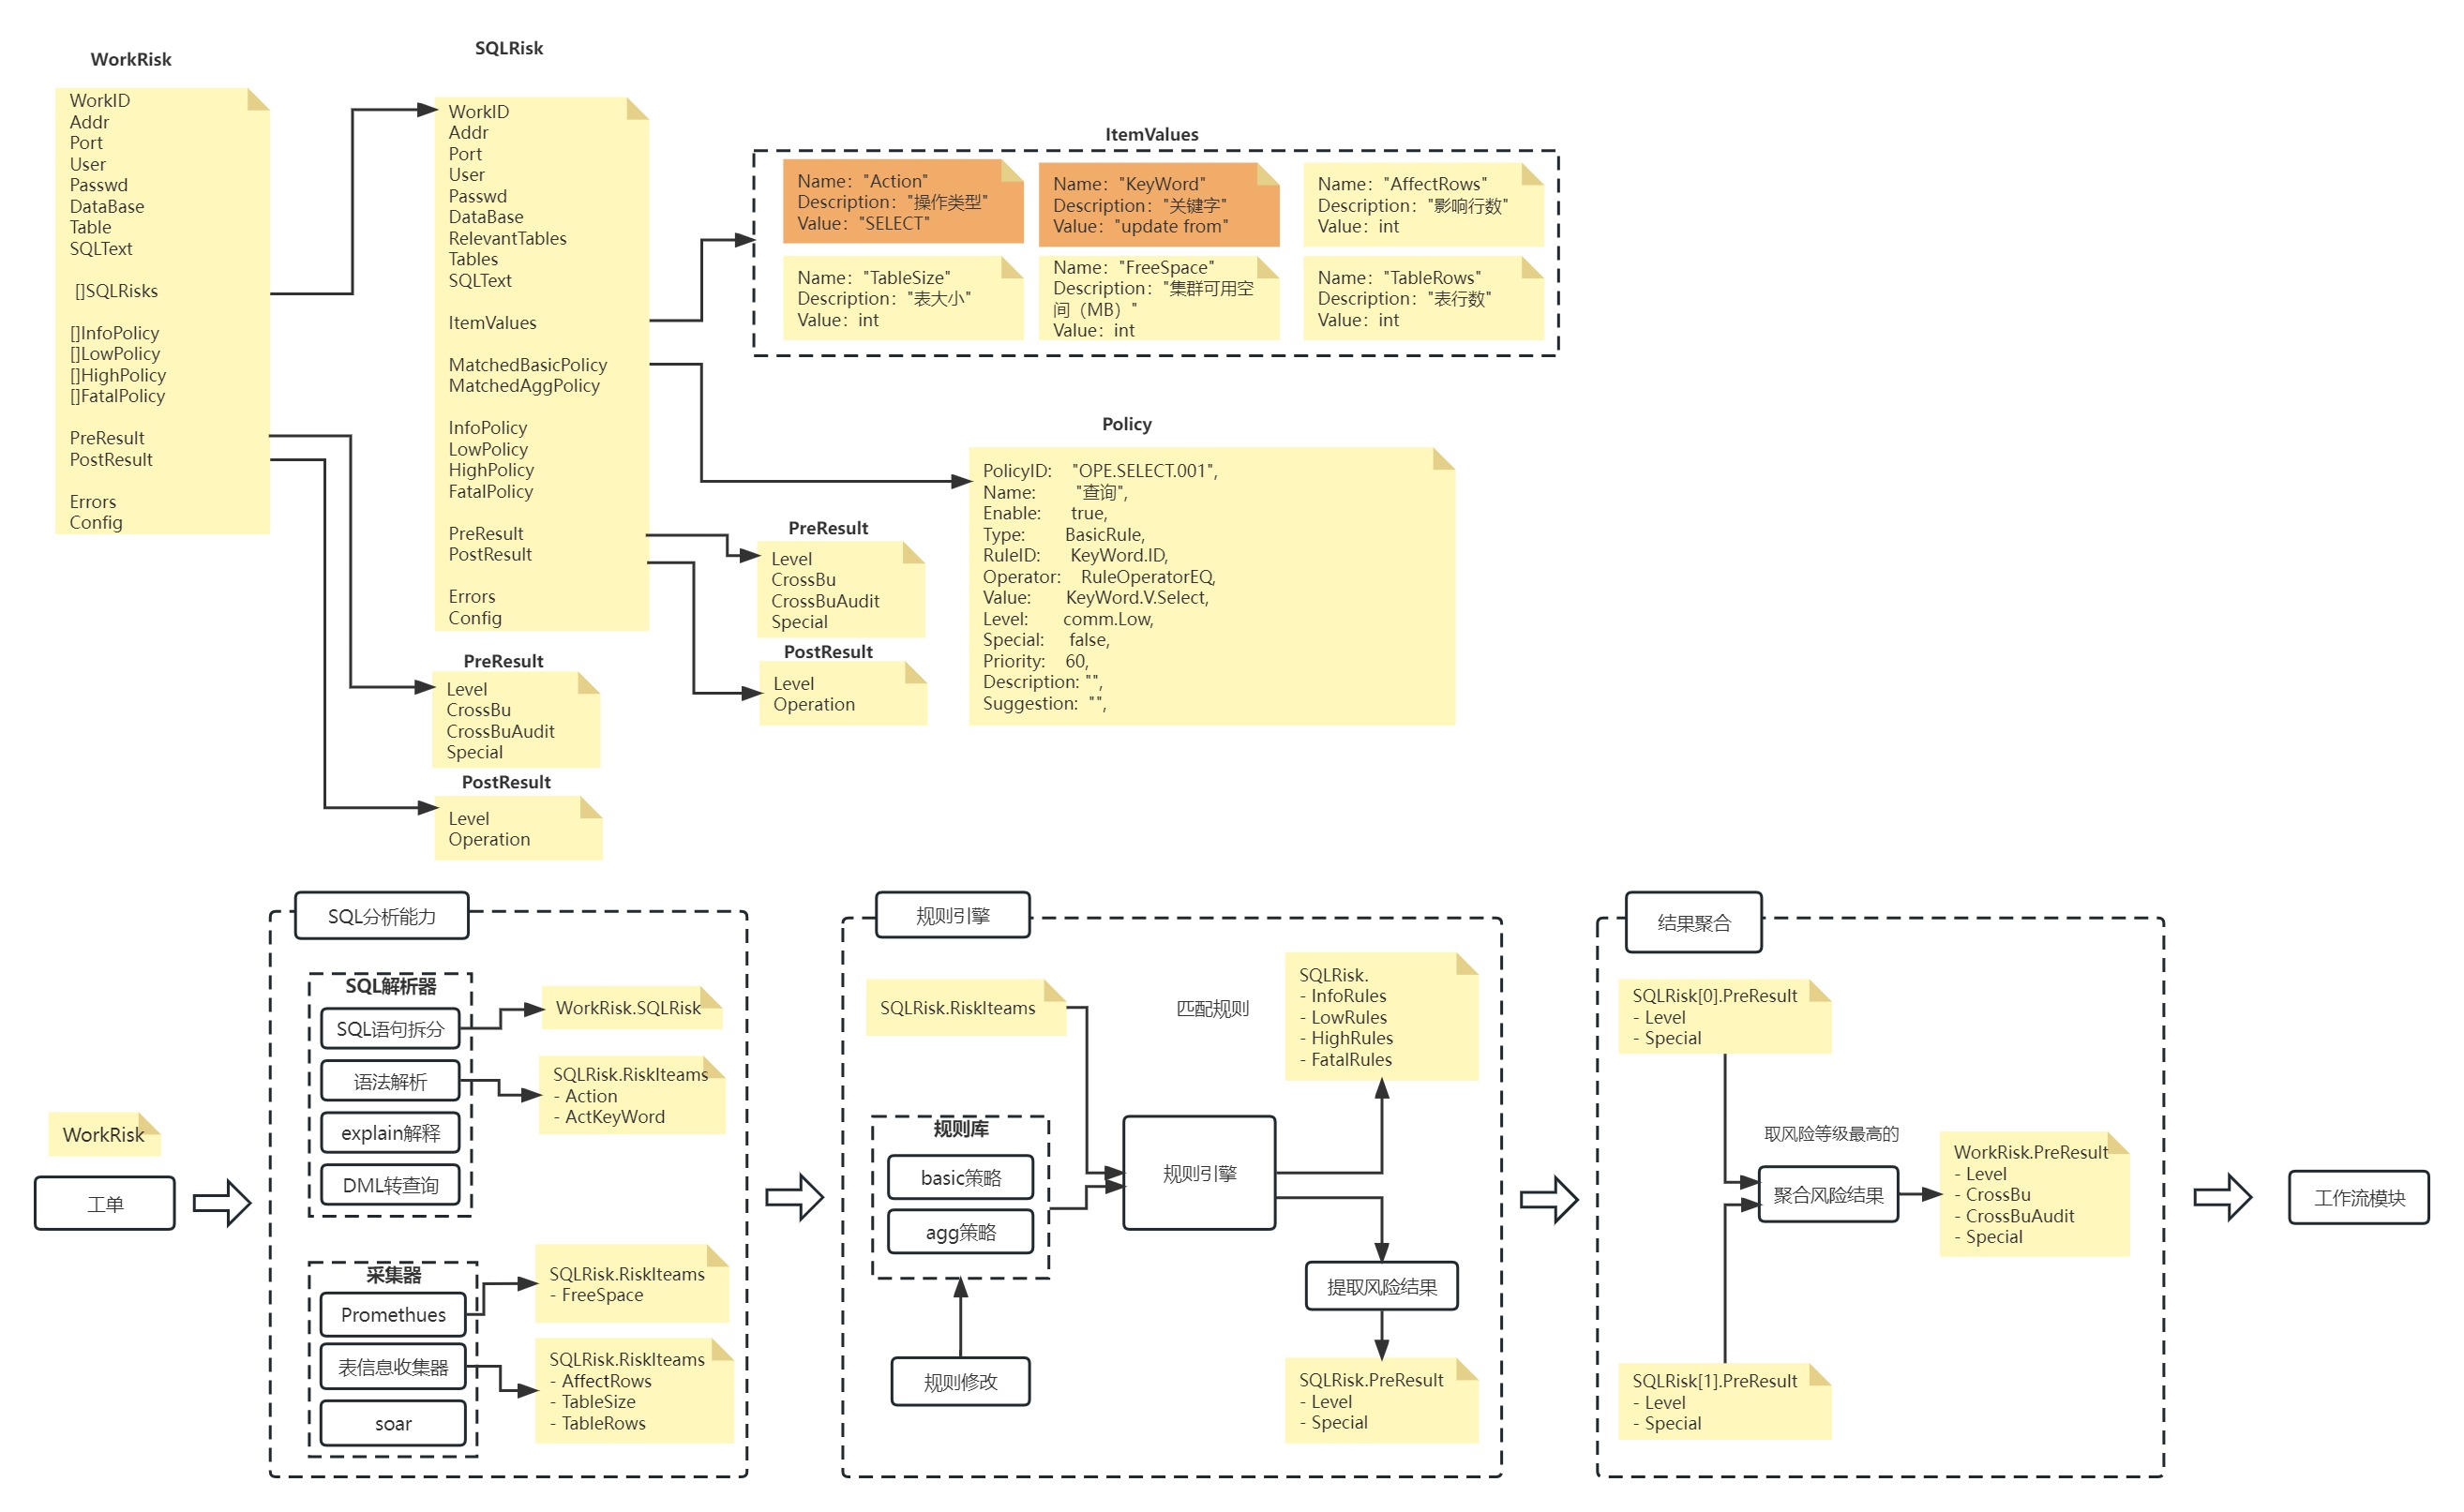 WorkRisk
WorkID
Addr
Port
User
Passwd
DataBase
Table
SQLText
[]SQLRisks
[]InfoPolicy
[]LowPolicy
[]HighPolicy
[]FatalPolicy
PreResult
PostResult
Errors
Config
SQLRisk
WorkID
Addr
Port
User
Passwd
DataBase
RelevantTables
Tables
SQLText
ItemValues
MatchedBasicPolicy
MatchedAggPolicy
InfoPolicy
LowPolicy
HighPolicy
FatalPolicy
PreResult
PostResult
Errors
Config
ItemValues
Name："Action"
Description："操作类型"
Value："SELECT"
Name："KeyWord"
Description："关键字"
Value："update from"
Name："AffectRows"
Description："影响行数"
Value：int
Name："TableSize"
Description："表大小"
Value：int
Name："FreeSpace"
Description："集群可用空
间（MB）"
Value：int
Name："TableRows"
Description："表行数"
Value：int
Policy
PolicyID: "OPE.SELECT.001",
Name: "查询",
Enable: true,
Type: BasicRule,
RuleID: KeyWord.ID,
Operator: RuleOperatorEQ,
Value: KeyWord.V.Select,
Level: comm.Low,
Special: false,
Priority: 60,
Description: "",
Suggestion: "",
PreResult
Level
CrossBu
CrossBuAudit
Special
PostResult
Level
Operation
PreResult
Level
CrossBu
CrossBuAudit
Special
PostResult
Level
Operation
WorkRisk
工单
SQL分析能力
SQL解析器
SQL语句拆分
语法解析
explain解释
DML转查询
WorkRisk.SQLRisk
SQLRisk.RiskIteams
- Action
- ActKeyWord
采集器
Promethues
表信息收集器
soar
SQLRisk.RiskIteams
- FreeSpace
SQLRisk.RiskIteams
- AffectRows
- TableSize
- TableRows
规则引擎
SQLRisk.RiskIteams
匹配规则
SQLRisk.
- InfoRules
- LowRules
- HighRules
- FatalRules
规则库
basic策略
agg策略
规则引擎
规则修改
提取风险结果
SQLRisk.PreResult
- Level
- Special
结果聚合
SQLRisk[0].PreResult
- Level
- Special
取风险等级最高的
聚合风险结果
WorkRisk.PreResult
- Level
- CrossBu
- CrossBuAudit
- Special
SQLRisk[1].PreResult
- Level
- Special
工作流模块